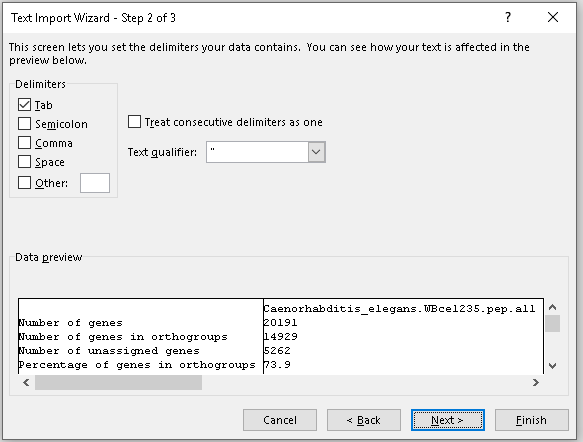 Text Import Wizard - Step 2 of 3
? ×
This screen lets you set the delimiters your data contains. You can see how your text is affected in the
preview below.
Delimiters
Tab
Semicolon
Comma
Space
Other:
Treat consecutive delimiters as one
Text qualifier: "
Data preview
Caenorhabditis_elegans.WBcel235.pep.all
Number of genes 20191
Number of genes in orthogroups 14929
Number of unassigned genes 5262
Percentage of genes in orthogroups 73.9
Cancel < Back Next > Finish